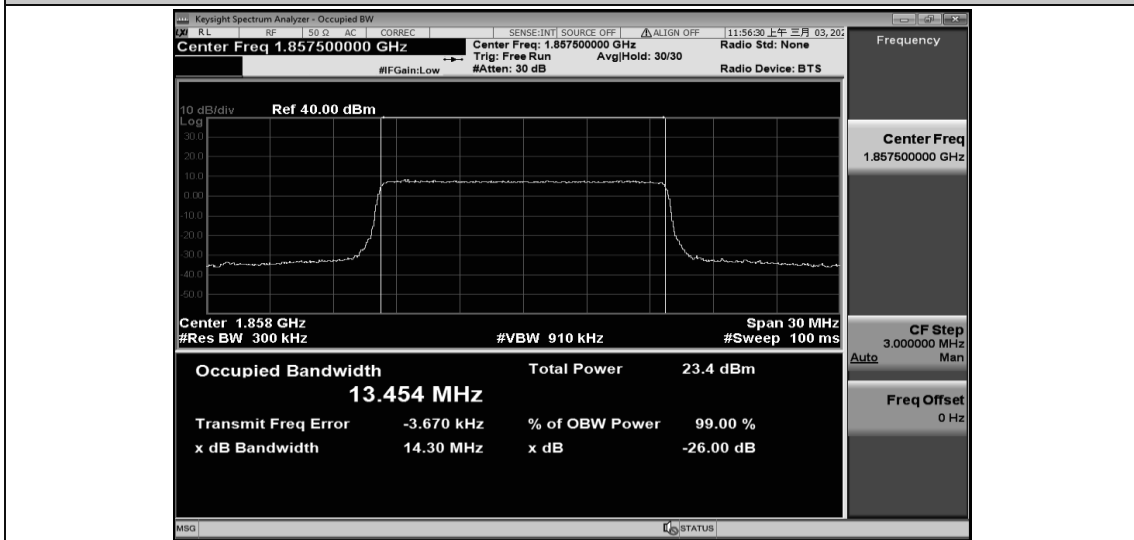 Keysight Spectrum Analyzer - Occupied BW
LXI RL RF 50 Ω AC CORREC SENSE:INT SOURCE OFF ⚠ALIGN OFF 11:56:30 上午 三月 03, 202
Center Freq 1.857500000 GHz
Center Freq: 1.857500000 GHz
Radio Std: None
Trig: Free Run Avg|Hold: 30/30
#IFGain:Low #Atten: 30 dB Radio Device: BTS
10 dB/div Ref 40.00 dBm
Log
30.0
20.0
10.0
0.00
-10.0
-20.0
-30.0
-40.0
-50.0
Center 1.858 GHz Span 30 MHz
#Res BW 300 kHz #VBW 910 kHz #Sweep 100 ms
Occupied Bandwidth Total Power 23.4 dBm
13.454 MHz
Transmit Freq Error -3.670 kHz % of OBW Power 99.00 %
x dB Bandwidth 14.30 MHz x dB -26.00 dB
MSG STATUS
Frequency
Center Freq
1.857500000 GHz
CF Step
3.000000 MHz
Auto Man
Freq Offset
0 Hz